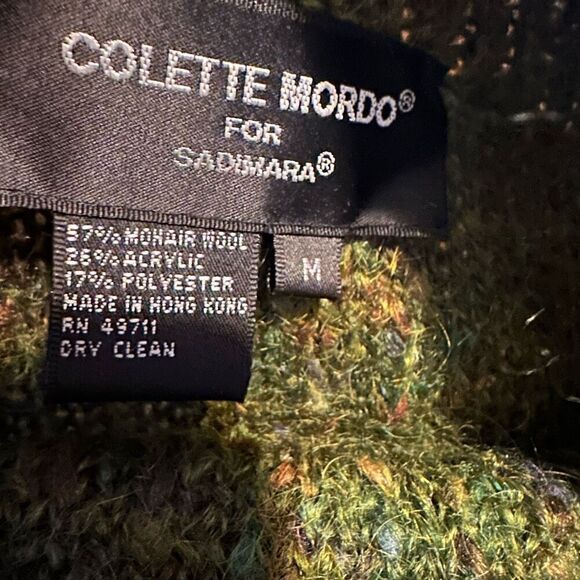 COLETTE MORDO®
FOR
SADIMARA®
57% MOHAIR WOOL
26% ACRYLIC
17% POLYESTER
MADE IN HONG KONG
RN 49711
DRY CLEAN
M